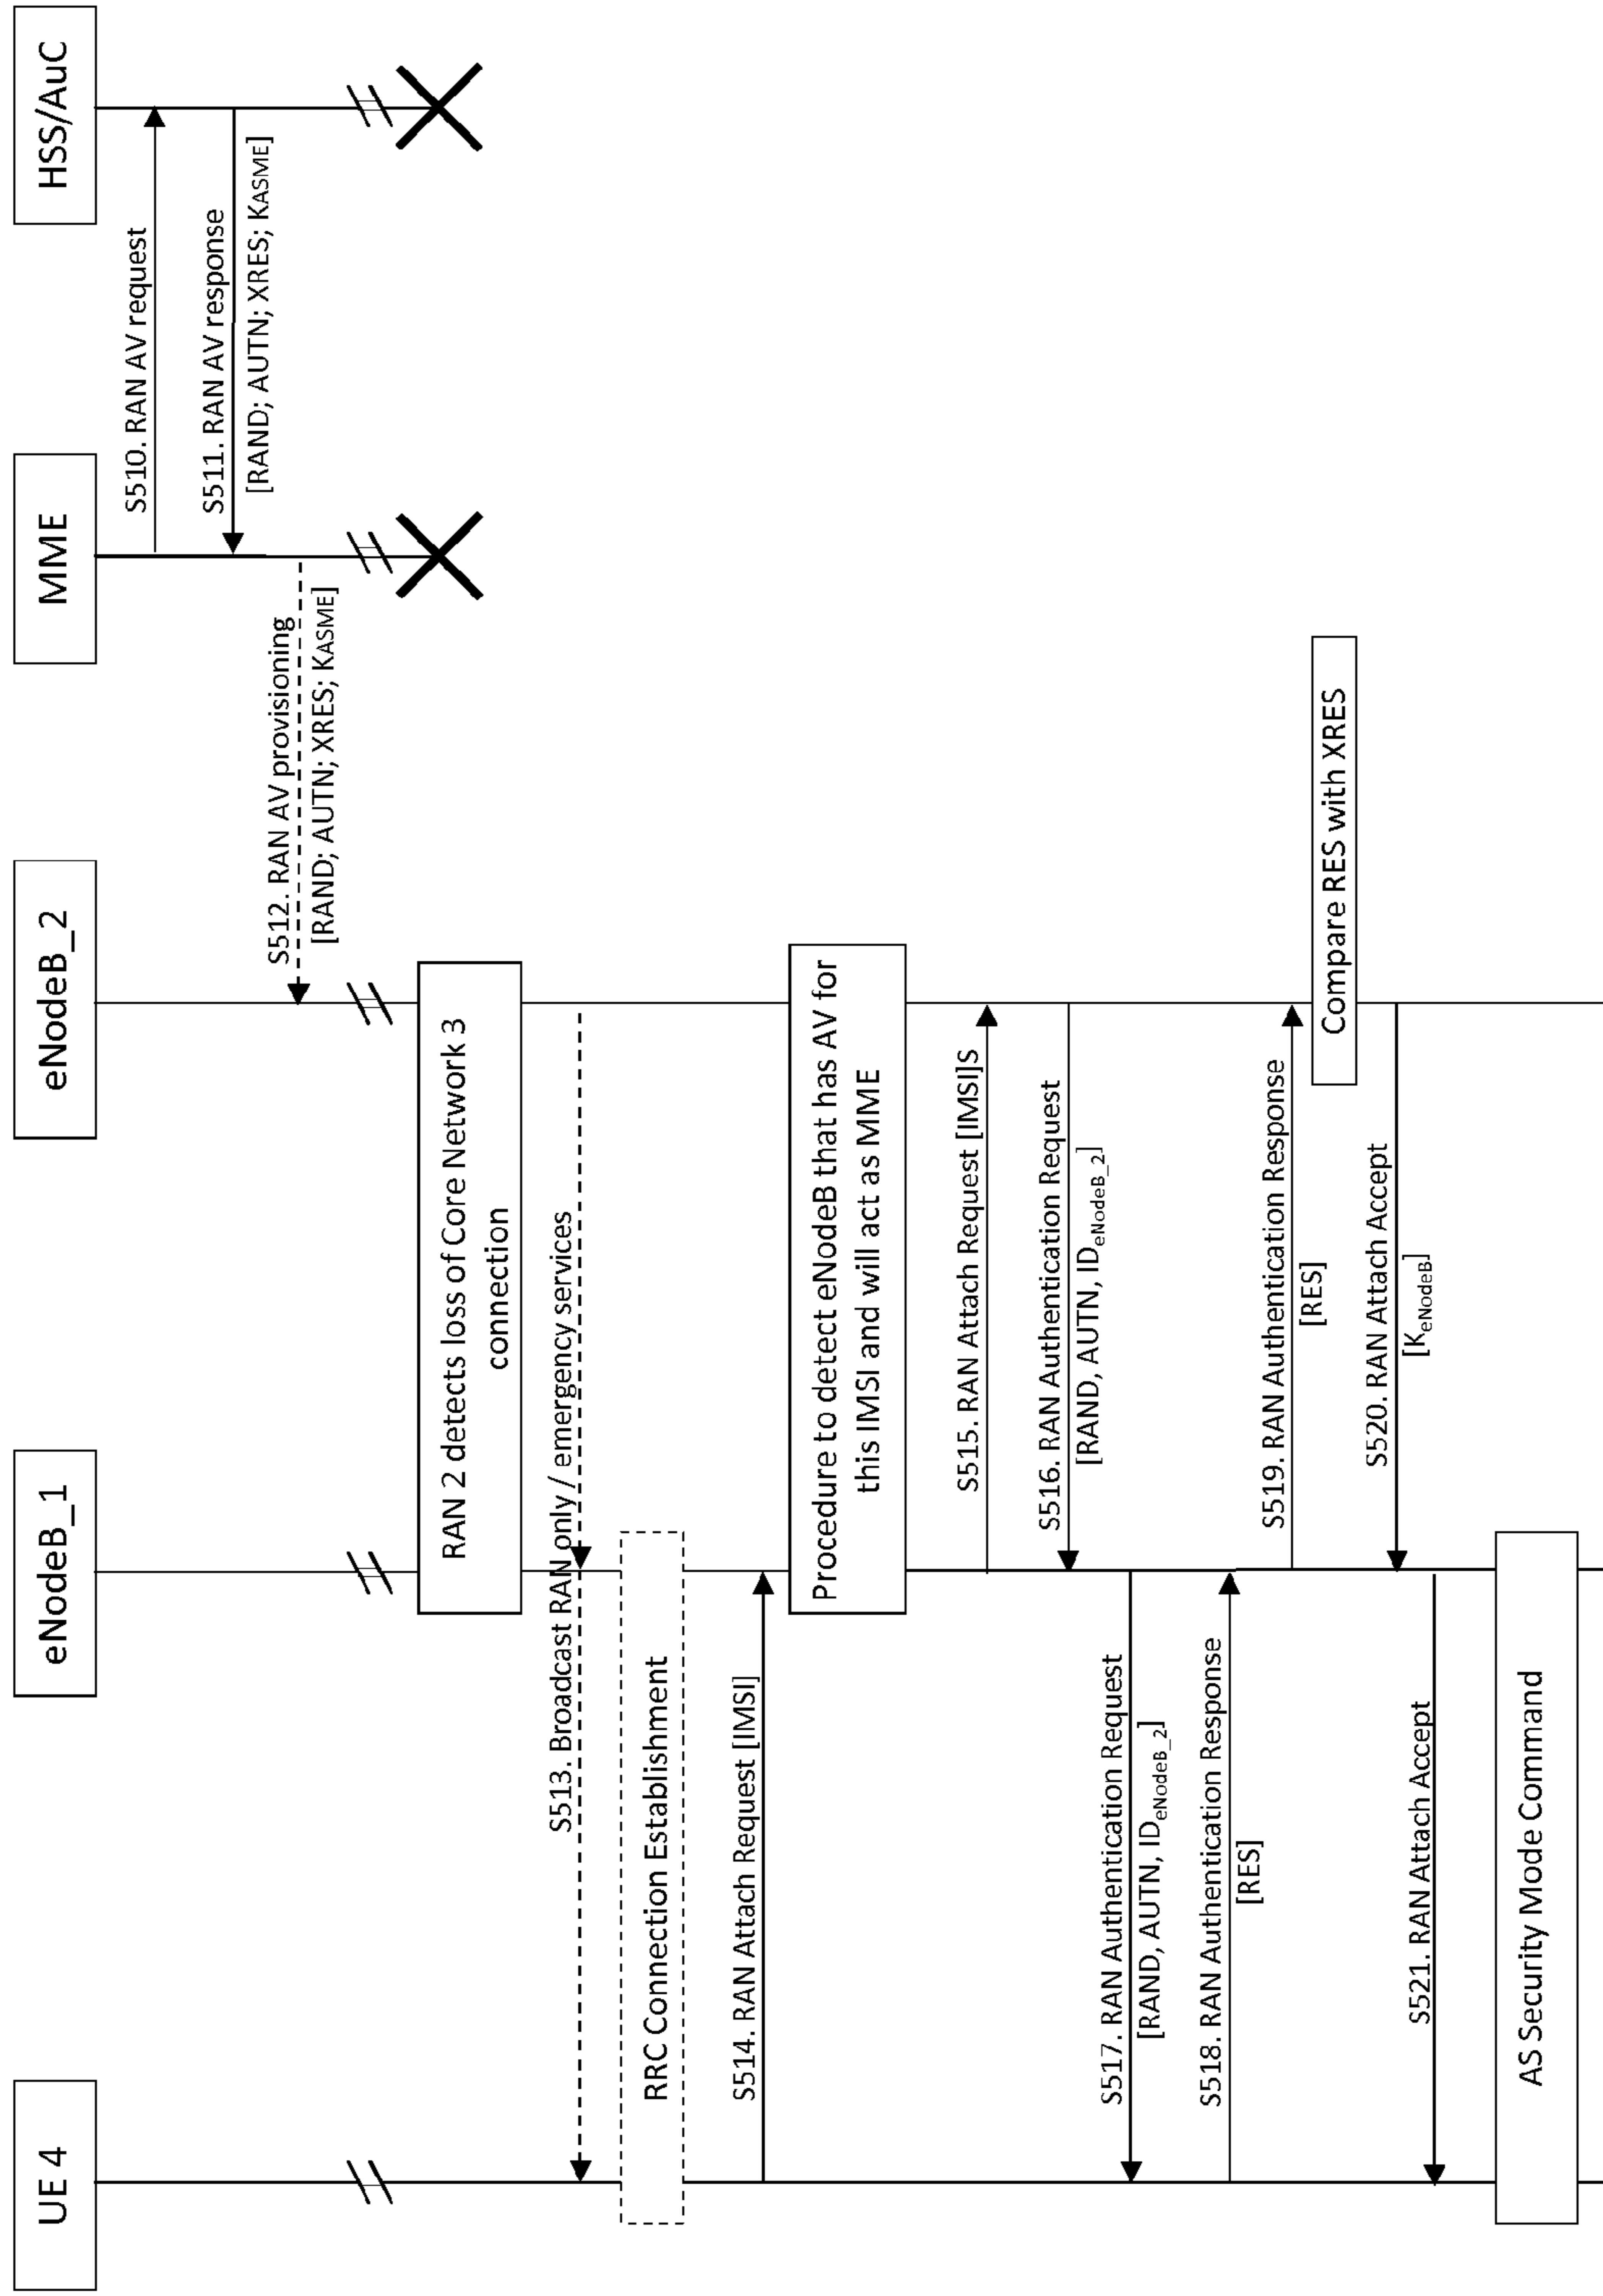 UE 4
eNodeB_1
eNodeB_2
MME
HSS/AuC
S510. RAN AV request
S511. RAN AV response
[RAND; AUTN; XRES; KASME]
S512. RAN AV provisioning
[RAND; AUTN; XRES; KASME]
RAN 2 detects loss of Core Network 3
connection
S513. Broadcast RAN only / emergency services
RRC Connection Establishment
S514. RAN Attach Request [IMSI]
Procedure to detect eNodeB that has AV for
this IMSI and will act as MME
S515. RAN Attach Request [IMSI]S
S516. RAN Authentication Request
[RAND, AUTN, IDeNodeB_2]
S517. RAN Authentication Request
[RAND, AUTN, IDeNodeB_2]
S518. RAN Authentication Response
[RES]
S519. RAN Authentication Response
[RES]
Compare RES with XRES
S520. RAN Attach Accept
[KeNodeB]
S521. RAN Attach Accept
AS Security Mode Command